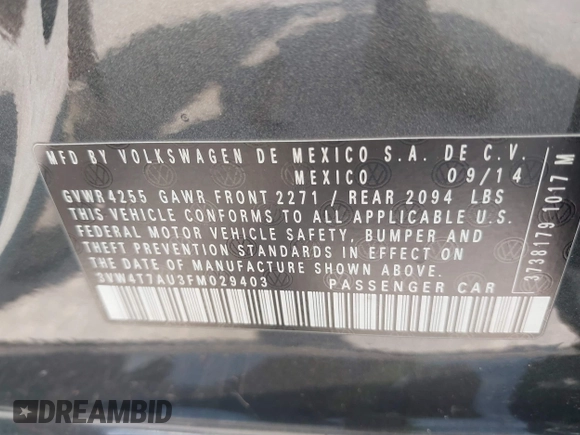 MFD BY VOLKSWAGEN DE MEXICO S.A. DE C.V.
MEXICO 09/14
GVWR4255 GAWR FRONT 2271 / REAR 2094 LBS
THIS VEHICLE CONFORMS TO ALL APPLICABLE U.S.
FEDERAL MOTOR VEHICLE SAFETY, BUMPER AND
THEFT PREVENTION STANDARDS IN EFFECT ON
THE DATE OF MANUFACTURE SHOWN ABOVE.
3VW4T7AU3FM029403 PASSENGER CAR
3738179 1017 M
DREAMBID